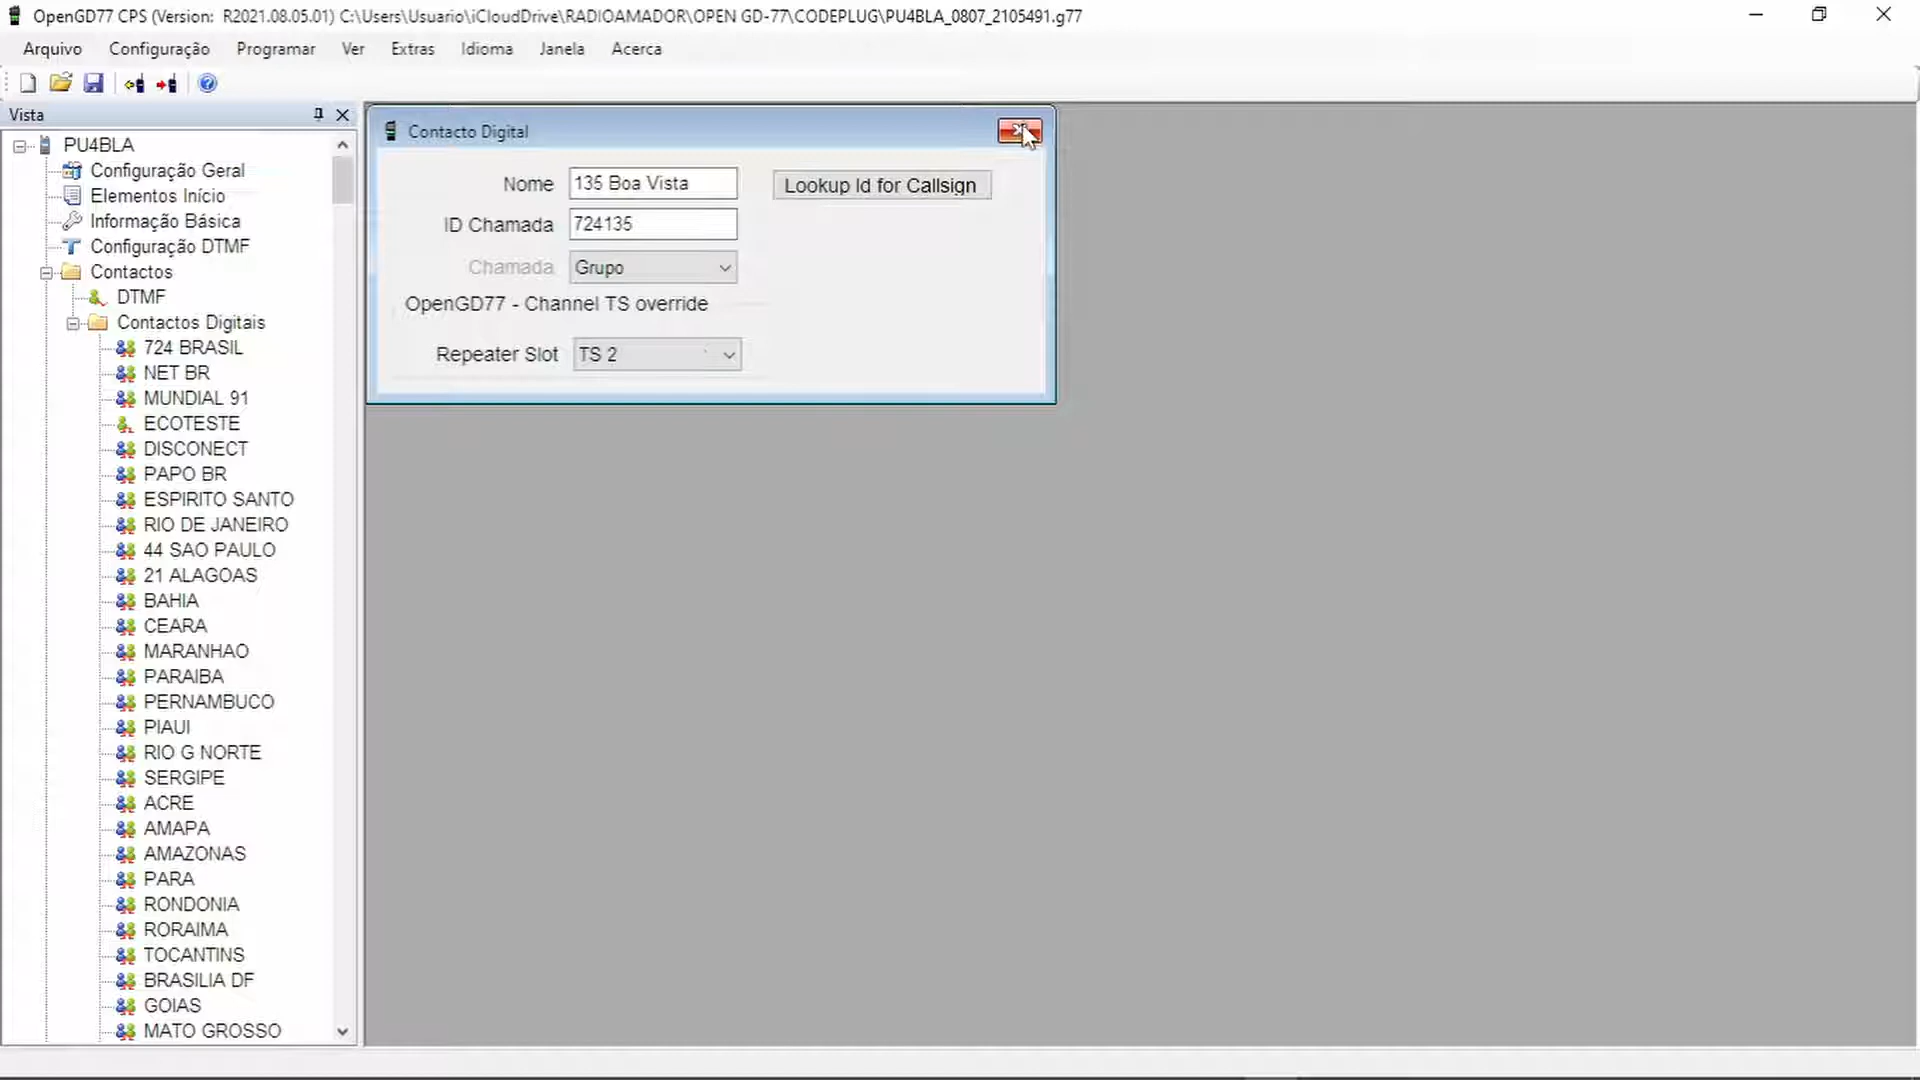 OpenGD77 CPS (Version: R2021.08.05.01) C:\Users\Usuario\iCloudDrive\RADIOAMADOR\OPEN GD-77\CODEPLUG\PU4BLA_0807_2105491.g77
Arquivo Configuração Programar Ver Extras Idioma Janela Acerca
Vista
PU4BLA
Configuração Geral
Elementos Início
Informação Básica
Configuração DTMF
Contactos
DTMF
Contactos Digitais
724 BRASIL
NET BR
MUNDIAL 91
ECOTESTE
DISCONECT
PAPO BR
ESPIRITO SANTO
RIO DE JANEIRO
44 SAO PAULO
21 ALAGOAS
BAHIA
CEARA
MARANHAO
PARAIBA
PERNAMBUCO
PIAUI
RIO G NORTE
SERGIPE
ACRE
AMAPA
AMAZONAS
PARA
RONDONIA
RORAIMA
TOCANTINS
BRASILIA DF
GOIAS
MATO GROSSO
Contacto Digital
Nome 135 Boa Vista Lookup Id for Callsign
ID Chamada 724135
Chamada Grupo
OpenGD77 - Channel TS override
Repeater Slot TS 2